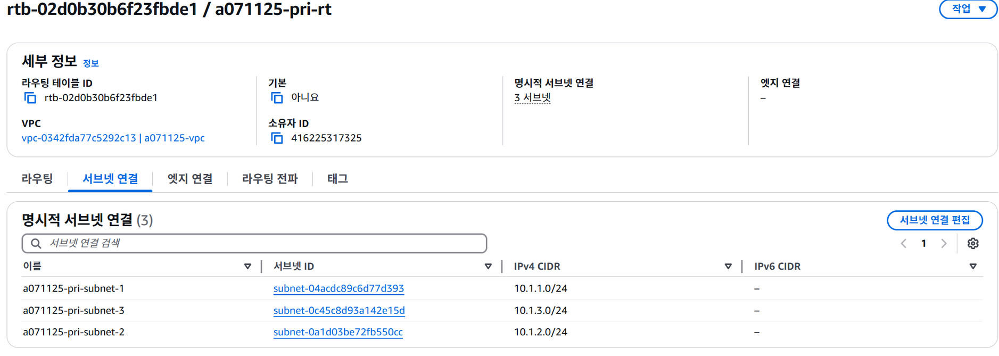 rtb-02d0b30b6f23fbde1 / a071125-pri-rt
작업
세부 정보 정보
라우팅 테이블 ID
rtb-02d0b30b6f23fbde1
기본
아니요
명시적 서브넷 연결
3 서브넷
엣지 연결
–
VPC
vpc-0342fda77c5292c13 | a071125-vpc
소유자 ID
416225317325
라우팅 서브넷 연결 엣지 연결 라우팅 전파 태그
명시적 서브넷 연결 (3)
서브넷 연결 편집
서브넷 연결 검색
1
이름 서브넷 ID IPv4 CIDR IPv6 CIDR
a071125-pri-subnet-1 subnet-04acdc89c6d77d393 10.1.1.0/24 –
a071125-pri-subnet-3 subnet-0c45c8d93a142e15d 10.1.3.0/24 –
a071125-pri-subnet-2 subnet-0a1d03be72fb550cc 10.1.2.0/24 –